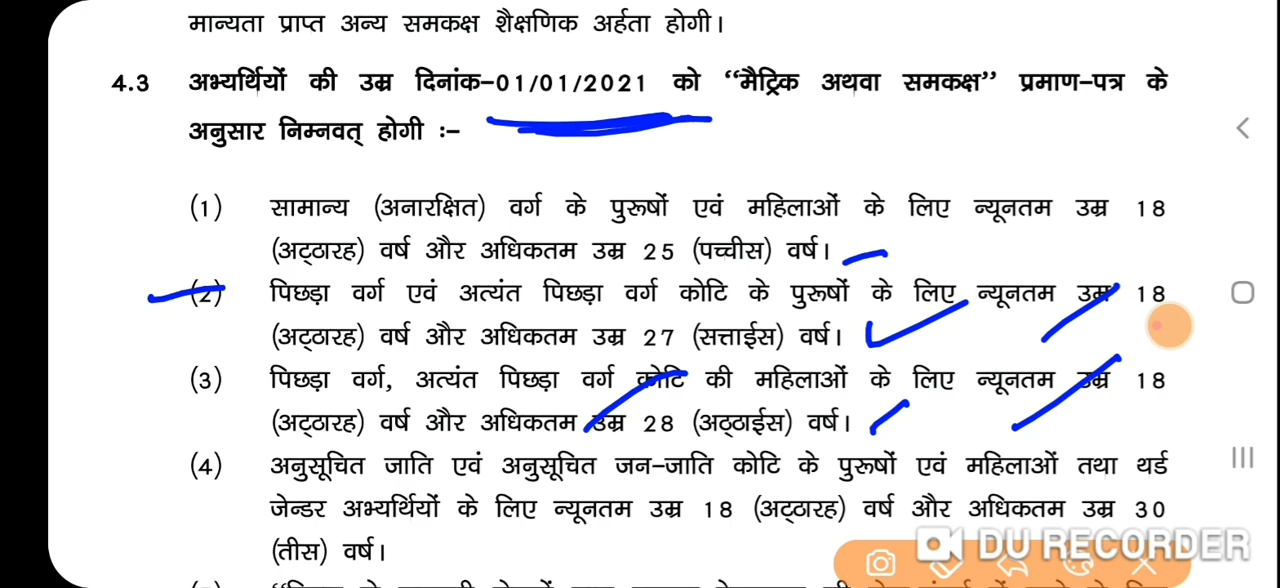 मान्यता प्राप्त अन्य समकक्ष शैक्षणिक अर्हता होगी।
4.3 अभ्यर्थियों की उम्र दिनांक-01/01/2021 को “मैट्रिक अथवा समकक्ष” प्रमाण-पत्र के
अनुसार निम्नवत् होगी :-
(1) सामान्य (अनारक्षित) वर्ग के पुरूषों एवं महिलाओं के लिए न्यूनतम उम्र 18
(अट्ठारह) वर्ष और अधिकतम उम्र 25 (पच्चीस) वर्ष।
(2) पिछड़ा वर्ग एवं अत्यंत पिछड़ा वर्ग कोटि के पुरूषों के लिए न्यूनतम उम्र 18
(अट्ठारह) वर्ष और अधिकतम उम्र 27 (सत्ताईस) वर्ष।
(3) पिछड़ा वर्ग, अत्यंत पिछड़ा वर्ग कोटि की महिलाओं के लिए न्यूनतम उम्र 18
(अट्ठारह) वर्ष और अधिकतम उम्र 28 (अट्ठाईस) वर्ष।
(4) अनुसूचित जाति एवं अनुसूचित जन-जाति कोटि के पुरूषों एवं महिलाओं तथा थर्ड
जेन्डर अभ्यर्थियों के लिए न्यूनतम उम्र 18 (अट्ठारह) वर्ष और अधिकतम उम्र 30
(तीस) वर्ष।
DU RECORDER